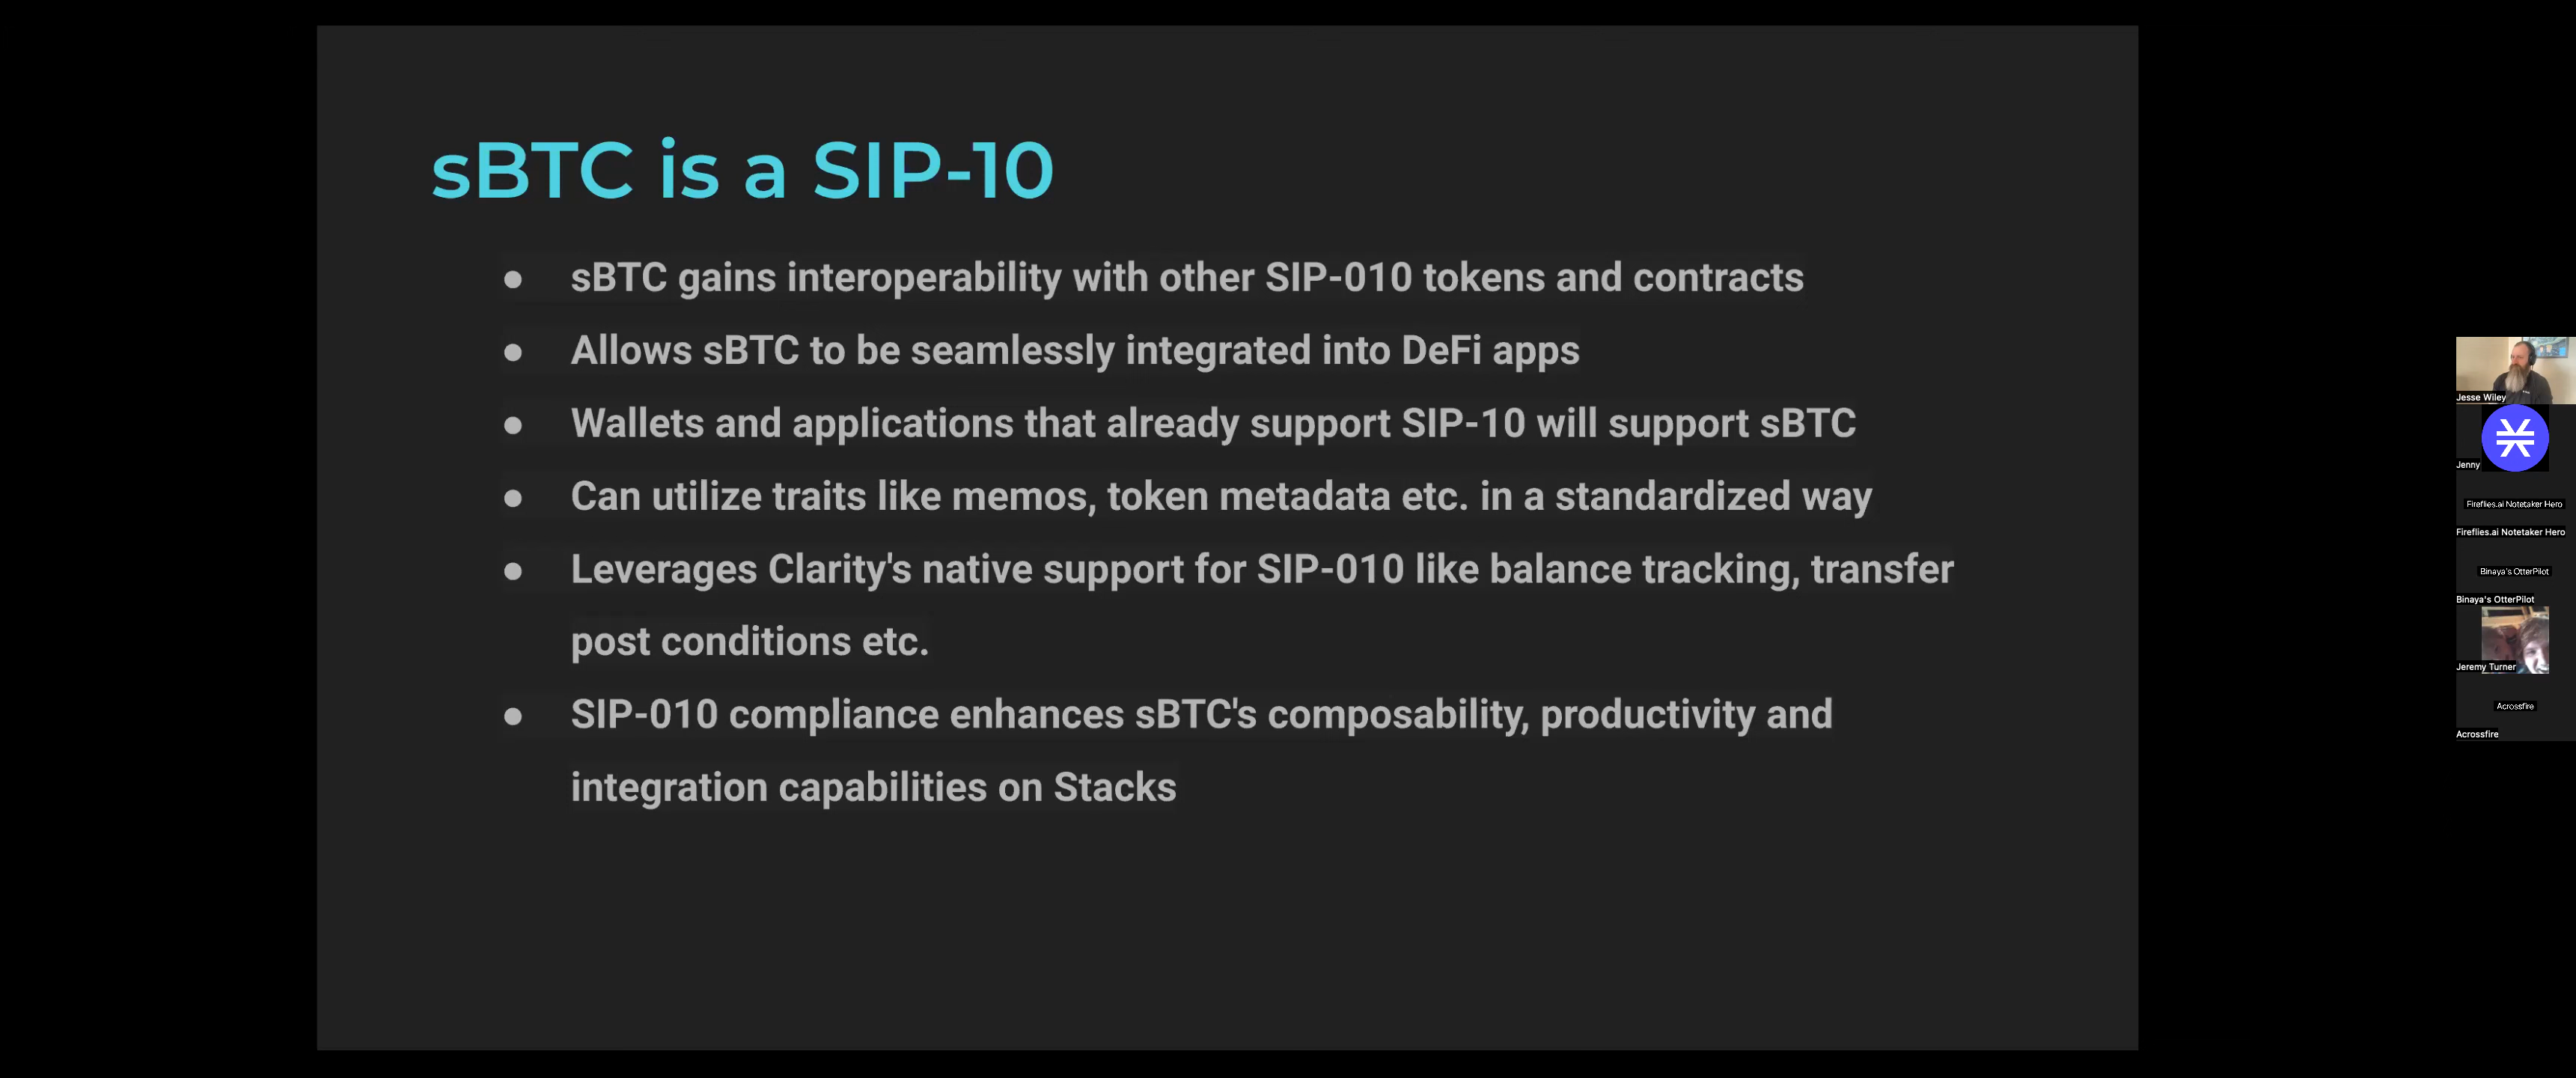 sBTC is a SIP-10
● sBTC gains interoperability with other SIP-010 tokens and contracts
● Allows sBTC to be seamlessly integrated into DeFi apps
● Wallets and applications that already support SIP-10 will support sBTC
● Can utilize traits like memos, token metadata etc. in a standardized way
● Leverages Clarity's native support for SIP-010 like balance tracking, transfer
post conditions etc.
● SIP-010 compliance enhances sBTC's composability, productivity and
integration capabilities on Stacks
Jesse Wiley
Jenny
Fireflies.ai Notetaker Hero
Fireflies.ai Notetaker Hero
Binaya's OtterPilot
Binaya's OtterPilot
Jeremy Turner
Acrossfire
Acrossfire